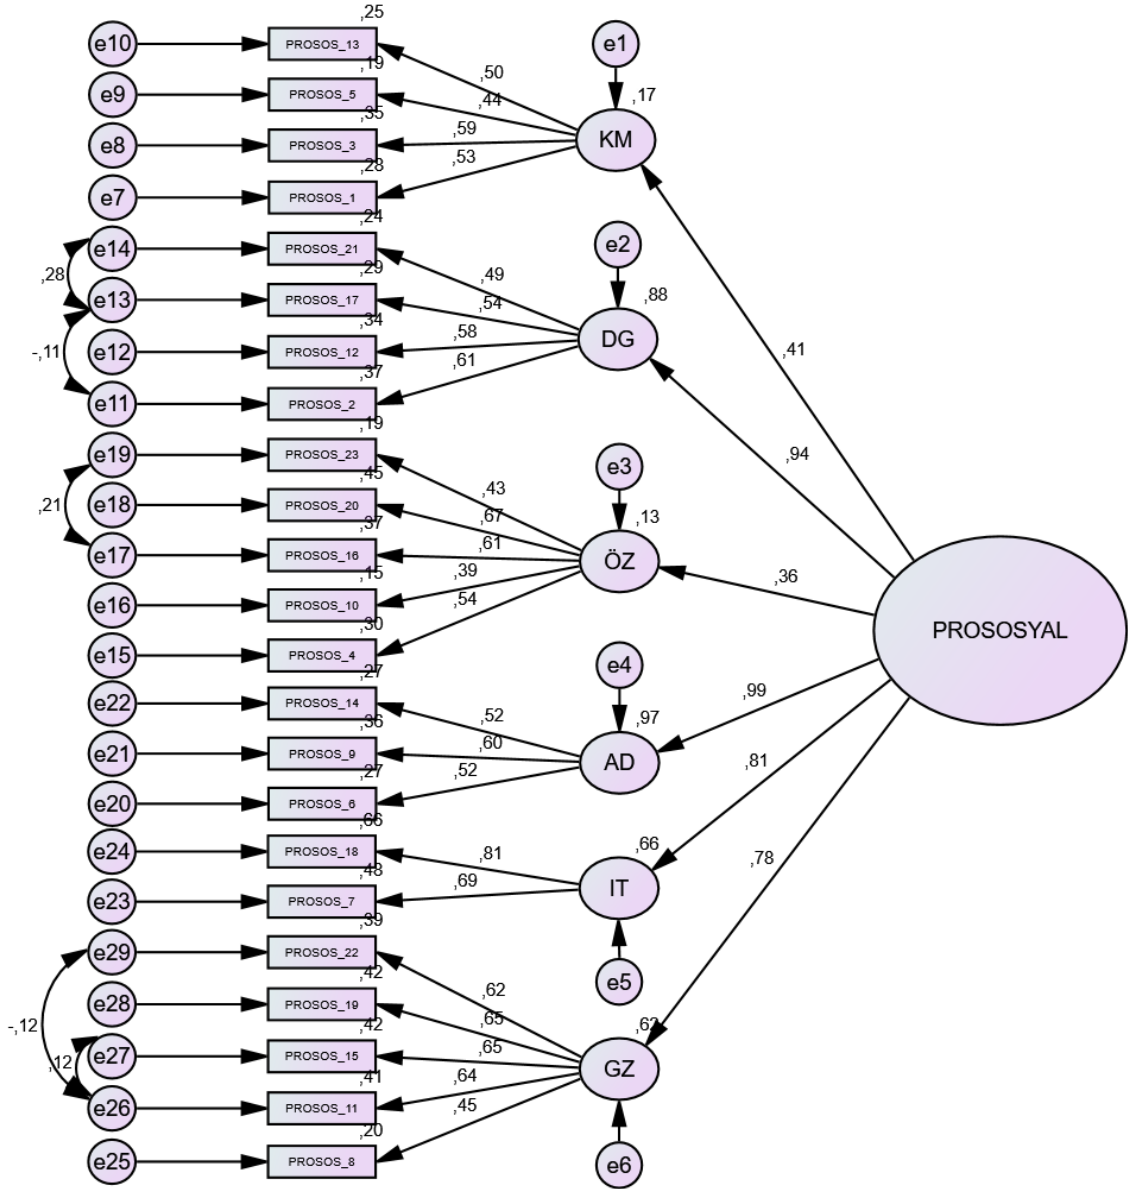 ,25
e10 PROSOS_13 e1
,19 ,50
e9 PROSOS_5 ,44 ,17
,35
e8 PROSOS_3 ,59 KM
,28 ,53
e7 PROSOS_1
,24
e14 PROSOS_21 e2
,28 ,29 ,49
e13 PROSOS_17 ,54 ,88
,34 ,58 DG
-,11 e12 PROSOS_12 ,41
,37 ,61
e11 PROSOS_2
,19
e19 PROSOS_23 ,94
,45 e3
,21 e18 PROSOS_20 ,43
,37 ,67 ,13
e17 PROSOS_16 ,61 ÖZ
,15 ,39 ,36
e16 PROSOS_10 ,54
,30 PROSOSYAL
e15 PROSOS_4
,27 e4
e22 PROSOS_14 ,52 ,99
,36 ,97
e21 PROSOS_9 ,60 AD
,27 ,52 ,81
e20 PROSOS_6
,66
e24 PROSOS_18 ,81 ,66
,48 ,78
e23 PROSOS_7 ,69 IT
,39
e29 PROSOS_22
,42 e5
e28 PROSOS_19 ,62
-,12 ,42 ,65
,12 e27 PROSOS_15 ,65 GZ
,41 ,64
e26 PROSOS_11 ,45
,20
e25 PROSOS_8 e6